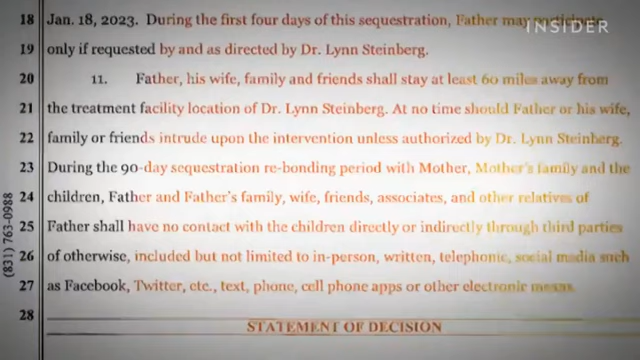 INSIDER
18 Jan. 18, 2023. During the first four days of this sequestration, Father may participate
19 only if requested by and as directed by Dr. Lynn Steinberg.
20 11. Father, his wife, family and friends shall stay at least 60 miles away from
21 the treatment facility location of Dr. Lynn Steinberg. At no time should Father or his wife,
22 family or friends intrude upon the intervention unless authorized by Dr. Lynn Steinberg.
23 During the 90-day sequestration re-bonding period with Mother, Mother's family and the
24 children, Father and Father's family, wife, friends, associates, and other relatives of
25 Father shall have no contact with the children directly or indirectly through third parties
26 of otherwise, included but not limited to in-person, written, telephonic, social media such
27 as Facebook, Twitter, etc., text, phone, cell phone apps or other electronic means.
28
STATEMENT OF DECISION
(831) 763-0988